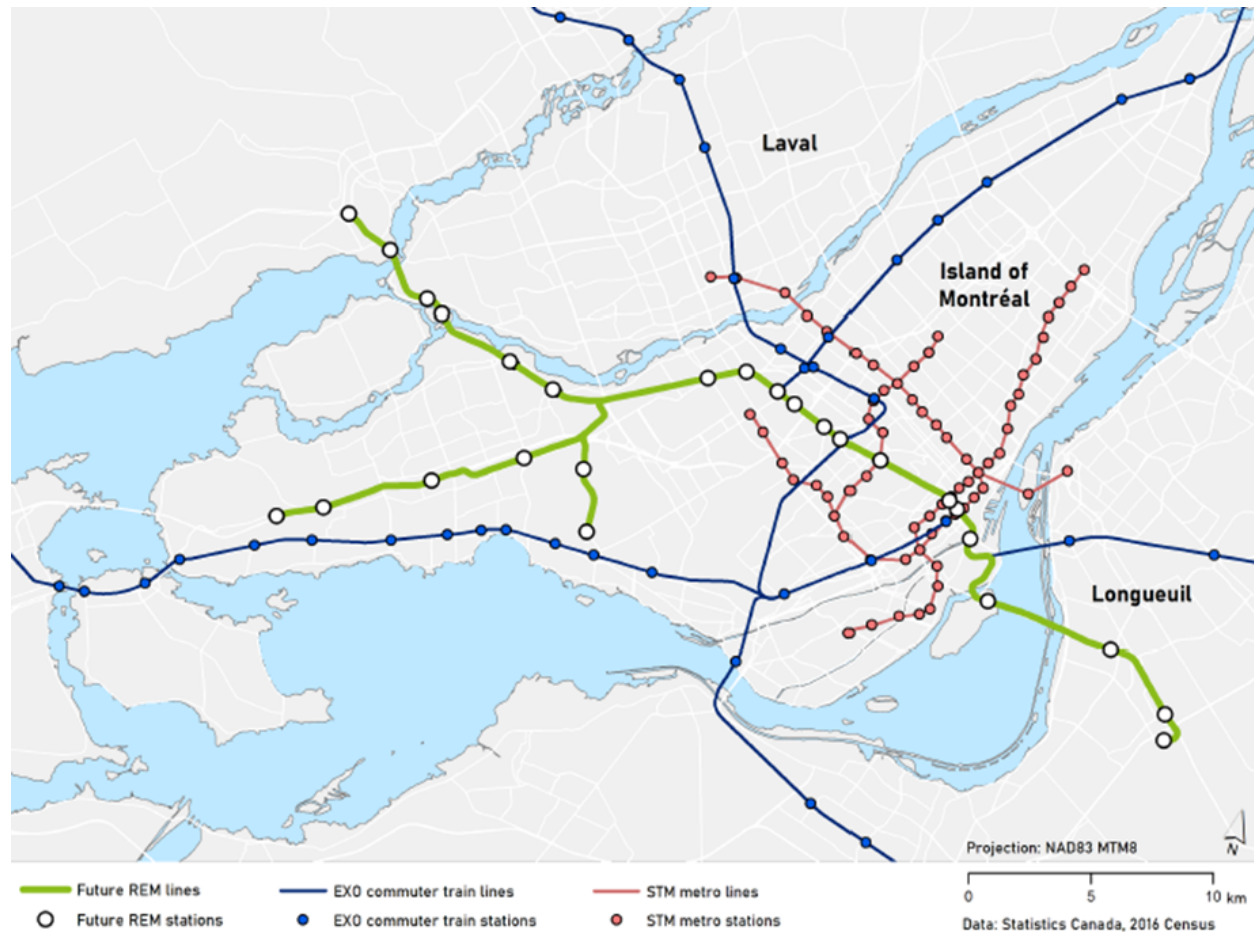 Laval
Island of
Montréal
Longueuil
Projection: NAD83 MTM8
N
Future REM lines
EXO commuter train lines
STM metro lines
0 5 10 km
Future REM stations
EXO commuter train stations
STM metro stations
Data: Statistics Canada, 2016 Census